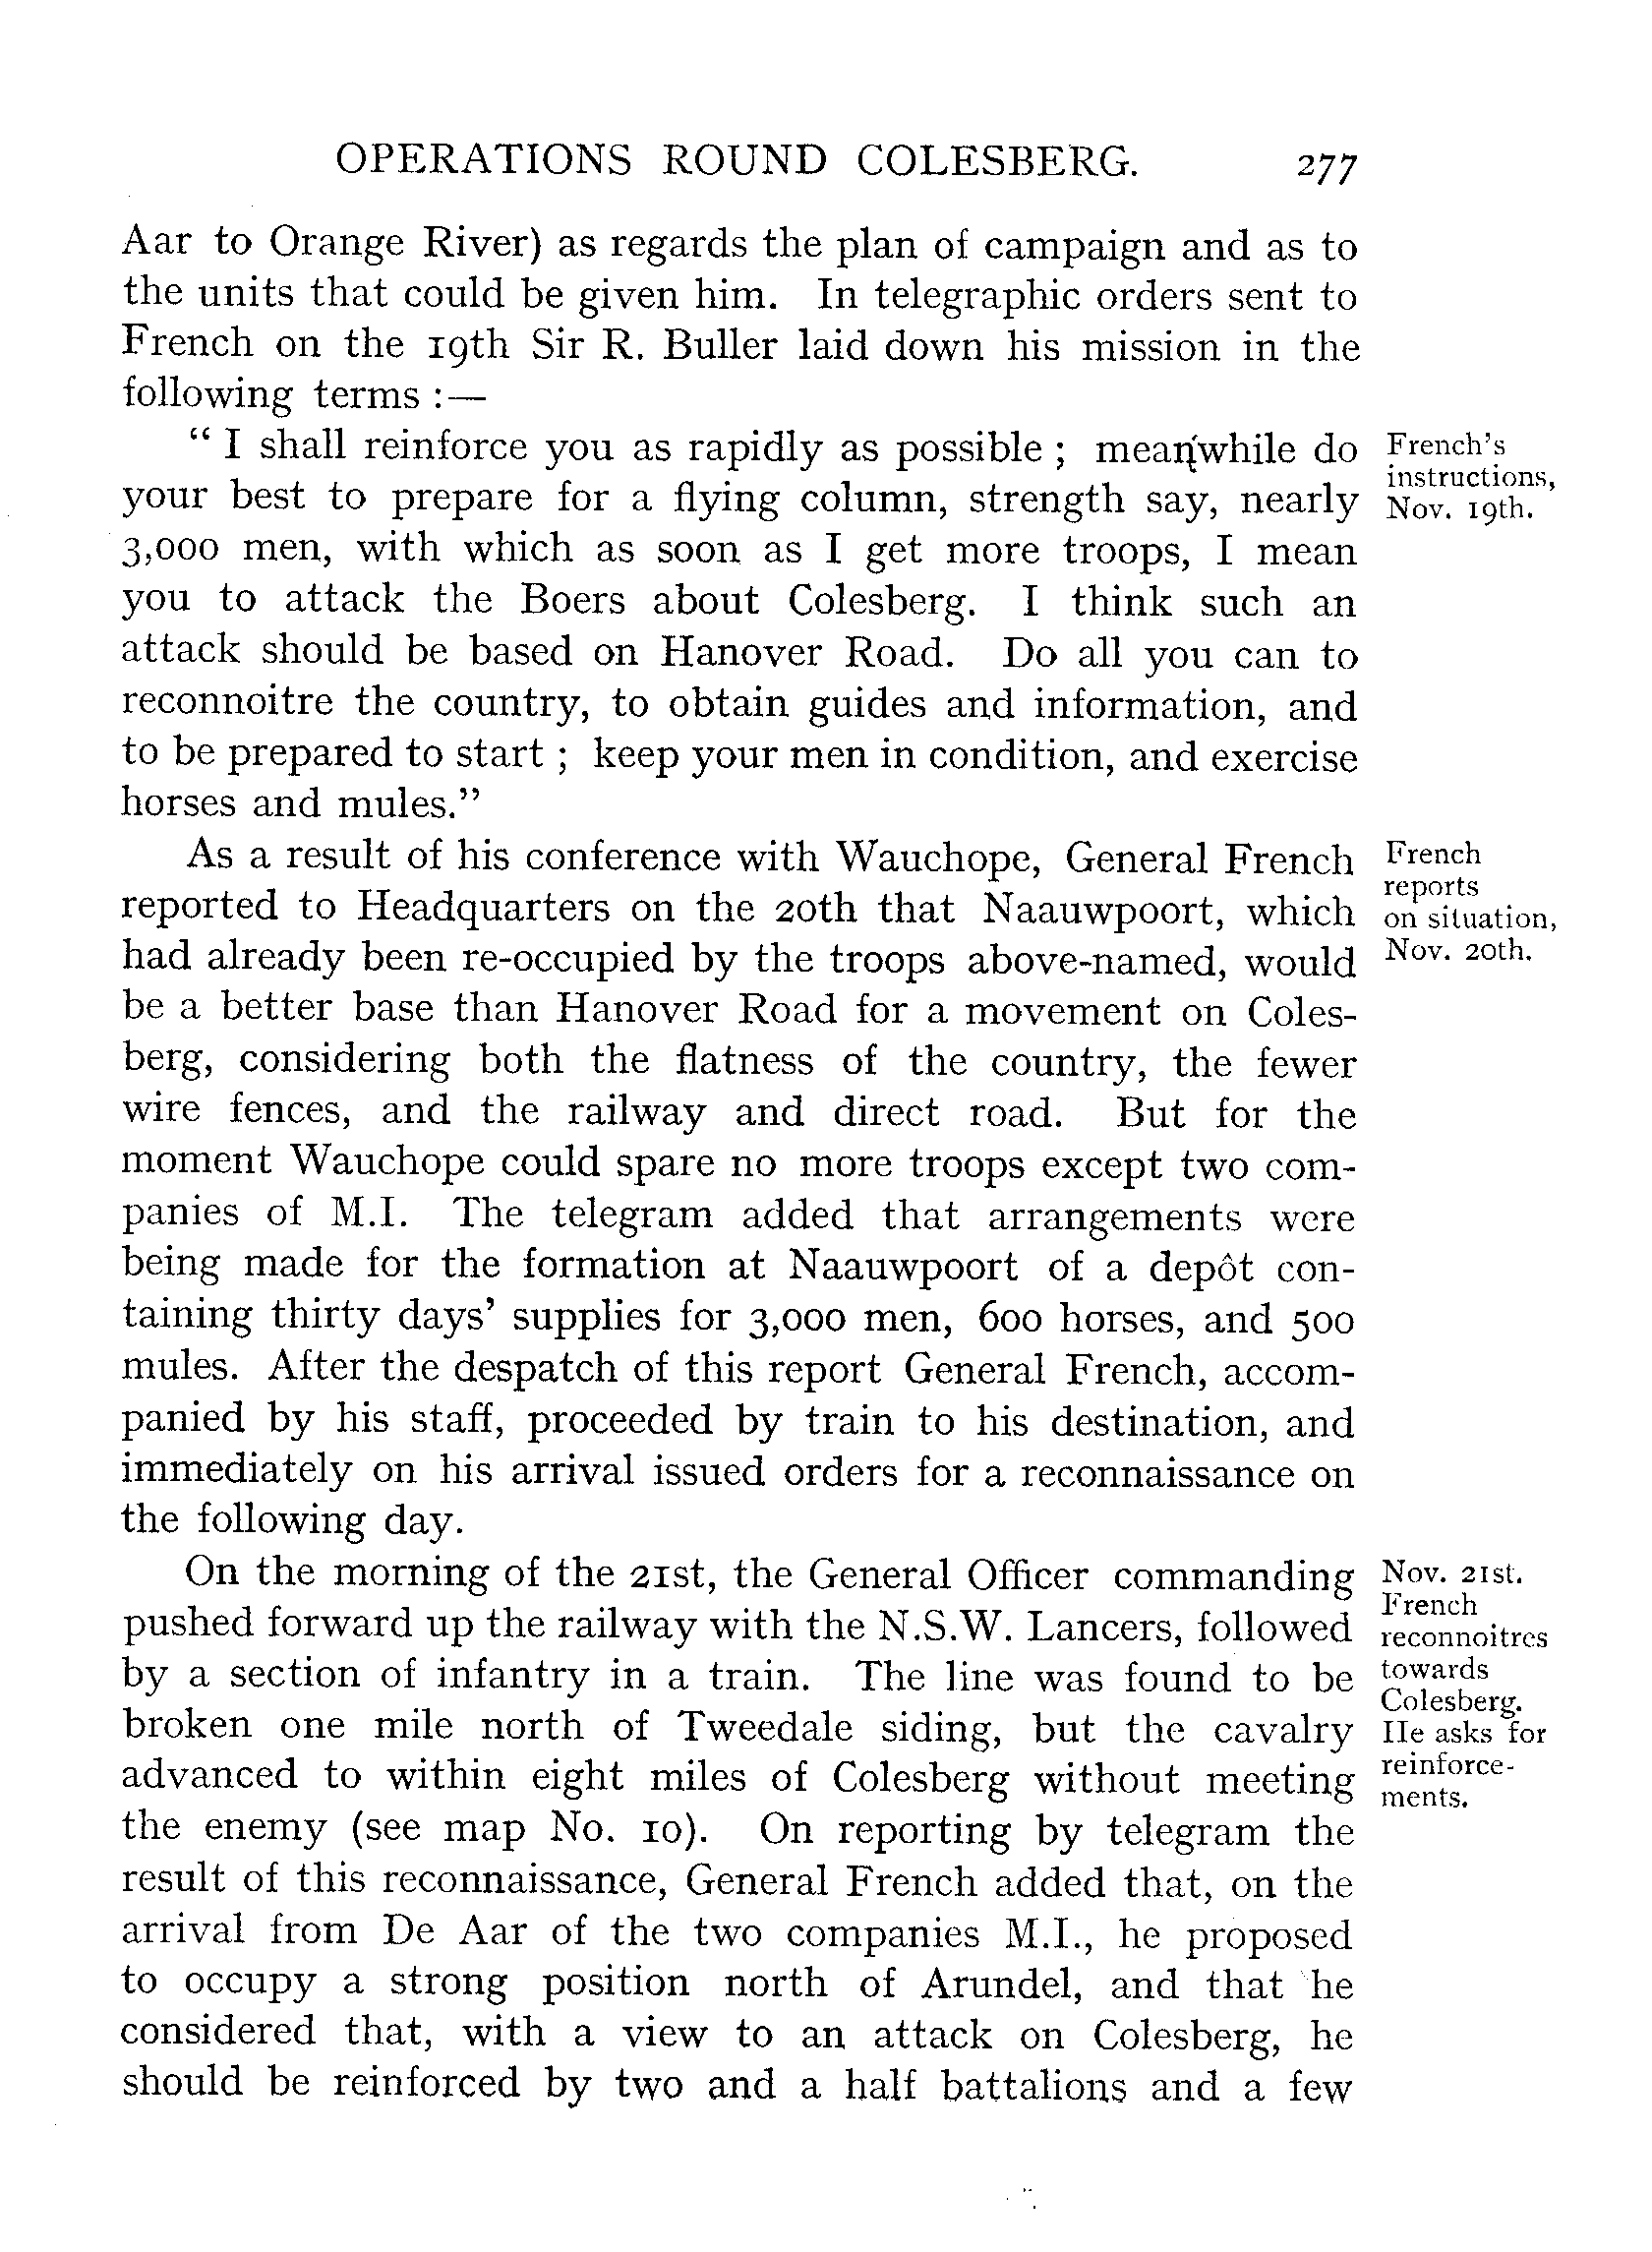 OPERATIONS ROUND COLESBERG. 277
Aar to Orange River) as regards the plan of campaign and as to
the units that could be given him. In telegraphic orders sent to
French on the 19th Sir R. Buller laid down his mission in the
following terms :—
“ I shall reinforce you as rapidly as possible ; meanwhile do
your best to prepare for a flying column, strength say, nearly
3,000 men, with which as soon as I get more troops, I mean
you to attack the Boers about Colesberg. I think such an
attack should be based on Hanover Road. Do all you can to
reconnoitre the country, to obtain guides and information, and
to be prepared to start ; keep your men in condition, and exercise
horses and mules.”
French's
instructions,
Nov. 19th.
As a result of his conference with Wauchope, General French
reported to Headquarters on the 20th that Naauwpoort, which
had already been re-occupied by the troops above-named, would
be a better base than Hanover Road for a movement on Coles-
berg, considering both the flatness of the country, the fewer
wire fences, and the railway and direct road. But for the
moment Wauchope could spare no more troops except two com-
panies of M.I. The telegram added that arrangements were
being made for the formation at Naauwpoort of a depôt con-
taining thirty days’ supplies for 3,000 men, 600 horses, and 500
mules. After the despatch of this report General French, accom-
panied by his staff, proceeded by train to his destination, and
immediately on his arrival issued orders for a reconnaissance on
the following day.
French
reports
on situation,
Nov. 20th.
On the morning of the 21st, the General Officer commanding
pushed forward up the railway with the N.S.W. Lancers, followed
by a section of infantry in a train. The line was found to be
broken one mile north of Tweedale siding, but the cavalry
advanced to within eight miles of Colesberg without meeting
the enemy (see map No. 10). On reporting by telegram the
result of this reconnaissance, General French added that, on the
arrival from De Aar of the two companies M.I., he proposed
to occupy a strong position north of Arundel, and that he
considered that, with a view to an attack on Colesberg, he
should be reinforced by two and a half battalions and a few
Nov. 21st.
French
reconnoitres
towards
Colesberg.
He asks for
reinforce-
ments.